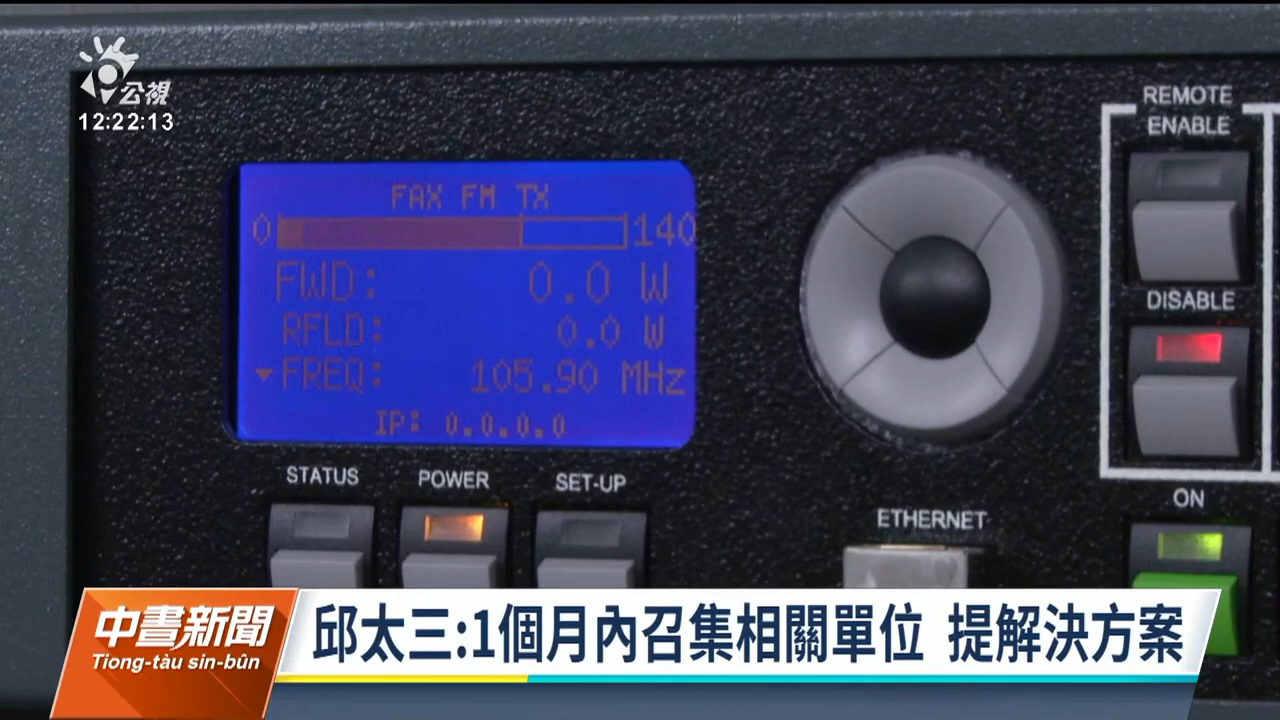 公視
12:22:13
FAX FM TX
0 140
FWD: 0.0 W
RFLD: 0.0 W
FREQ: 105.90 MHz
IP: 0.0.0.0
REMOTE
ENABLE
DISABLE
STATUS
POWER
SET-UP
ETHERNET
ON
中晝新聞
Tiong-tàu sin-bûn
邱太三:1個月內召集相關單位 提解決方案